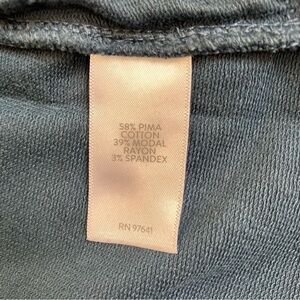 58% PIMA
COTTON
39% MODAL
RAYON
3% SPANDEX
RN 97641